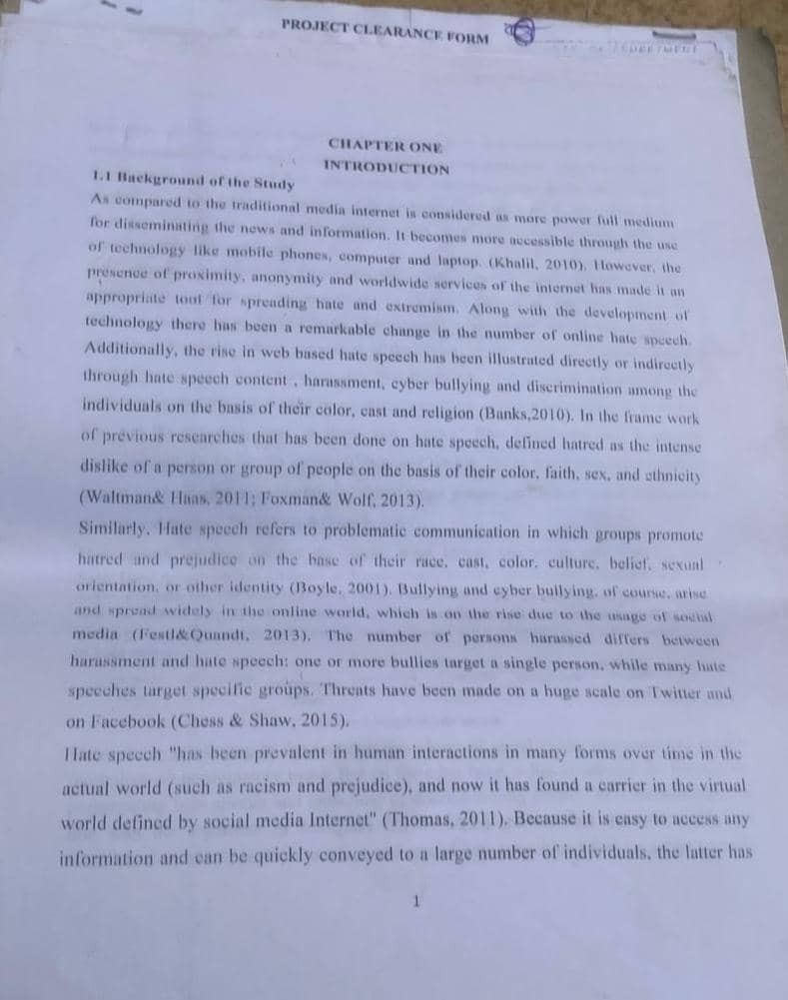 PROJECT CLEARANCE FORM
CHAPTER ONE
INTRODUCTION
1.1 Background of the Study
As compared to the traditional media internet is considered as more power full medium
for disseminating the news and information. It becomes more accessible through the use
of technology like mobile phones, computer and laptop. (Khalil, 2010). However, the
presence of proximity, anonymity and worldwide services of the internet has made it an
appropriate tool for spreading hate and extremism. Along with the development of
technology there has been a remarkable change in the number of online hate speech.
Additionally, the rise in web based hate speech has been illustrated directly or indirectly
through hate speech content , harassment, cyber bullying and discrimination among the
individuals on the basis of their color, cast and religion (Banks,2010). In the frame work
of previous researches that has been done on hate speech, defined hatred as the intense
dislike of a person or group of people on the basis of their color, faith, sex, and ethnicity
(Waltman& Haas, 2011; Foxman& Wolf, 2013).
Similarly, Hate speech refers to problematic communication in which groups promote
hatred and prejudice on the base of their race, cast, color, culture, belief, sexual
orientation, or other identity (Boyle, 2001). Bullying and cyber bullying, of course, arise
and spread widely in the online world, which is on the rise due to the usage of social
media (Festl&Quandt, 2013). The number of persons harassed differs between
harassment and hate speech: one or more bullies target a single person, while many hate
speeches target specific groups. Threats have been made on a huge scale on Twitter and
on Facebook (Chess & Shaw, 2015).
Hate speech "has been prevalent in human interactions in many forms over time in the
actual world (such as racism and prejudice), and now it has found a carrier in the virtual
world defined by social media Internet" (Thomas, 2011). Because it is easy to access any
information and can be quickly conveyed to a large number of individuals, the latter has
1